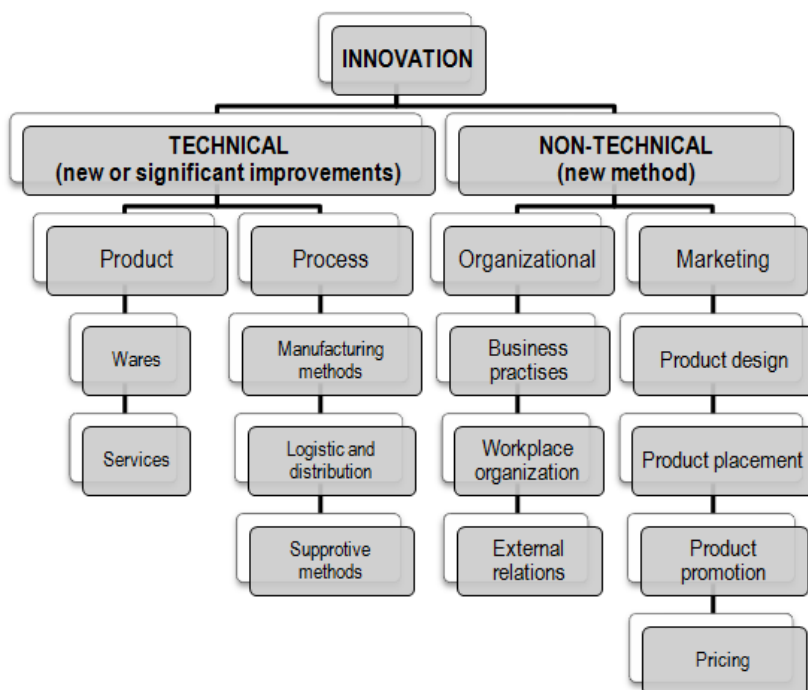 INNOVATION
TECHNICAL
(new or significant improvements)
NON-TECHNICAL
(new method)
Product
Process
Organizational
Marketing
Wares
Manufacturing
methods
Business
practises
Product design
Services
Logistic and
distribution
Workplace
organization
Product placement
Supprotive
methods
External
relations
Product
promotion
Pricing